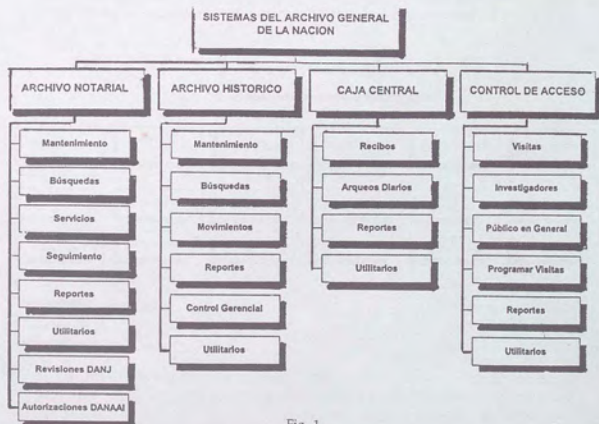 SISTEMAS DEL ARCHIVO GENERAL
DE LA NACION
ARCHIVO NOTARIAL
Mantenimiento
Búsquedas
Servicios
Seguimiento
Reportes
Utilitarios
Revisiones DANJ
Autorizaciones DANAAI
ARCHIVO HISTORICO
Mantenimiento
Búsquedas
Movimientos
Reportes
Control Gerencial
Utilitarios
CAJA CENTRAL
Recibos
Arqueos Diarios
Reportes
Utilitarios
CONTROL DE ACCESO
Visitas
Investigadores
Público en General
Programar Visitas
Reportes
Utilitarios
Fig. 1